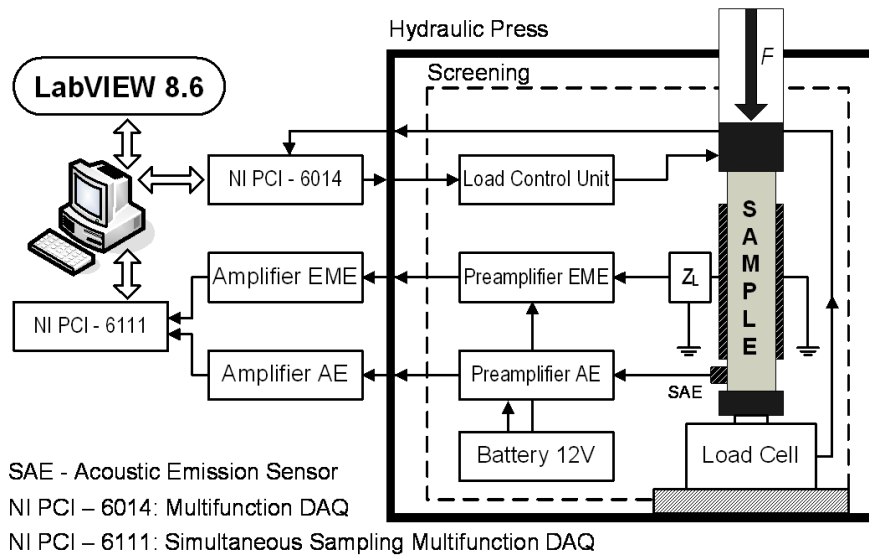 Hydraulic Press
F
Screening
LabVIEW 8.6
NI PCI - 6014
Load Control Unit
SAMPLE
Amplifier EME
Preamplifier EME
ZL
NI PCI - 6111
Amplifier AE
Preamplifier AE
SAE
Battery 12V
Load Cell
SAE - Acoustic Emission Sensor
NI PCI – 6014: Multifunction DAQ
NI PCI – 6111: Simultaneous Sampling Multifunction DAQ